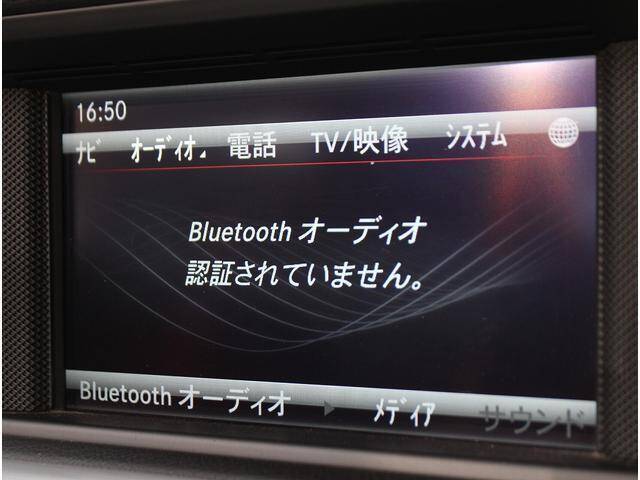 16:50
ナビ オーディオ 電話 TV/映像 システム
Bluetooth オーディオ
認証されていません。
Bluetooth オーディオ メディア サウンド